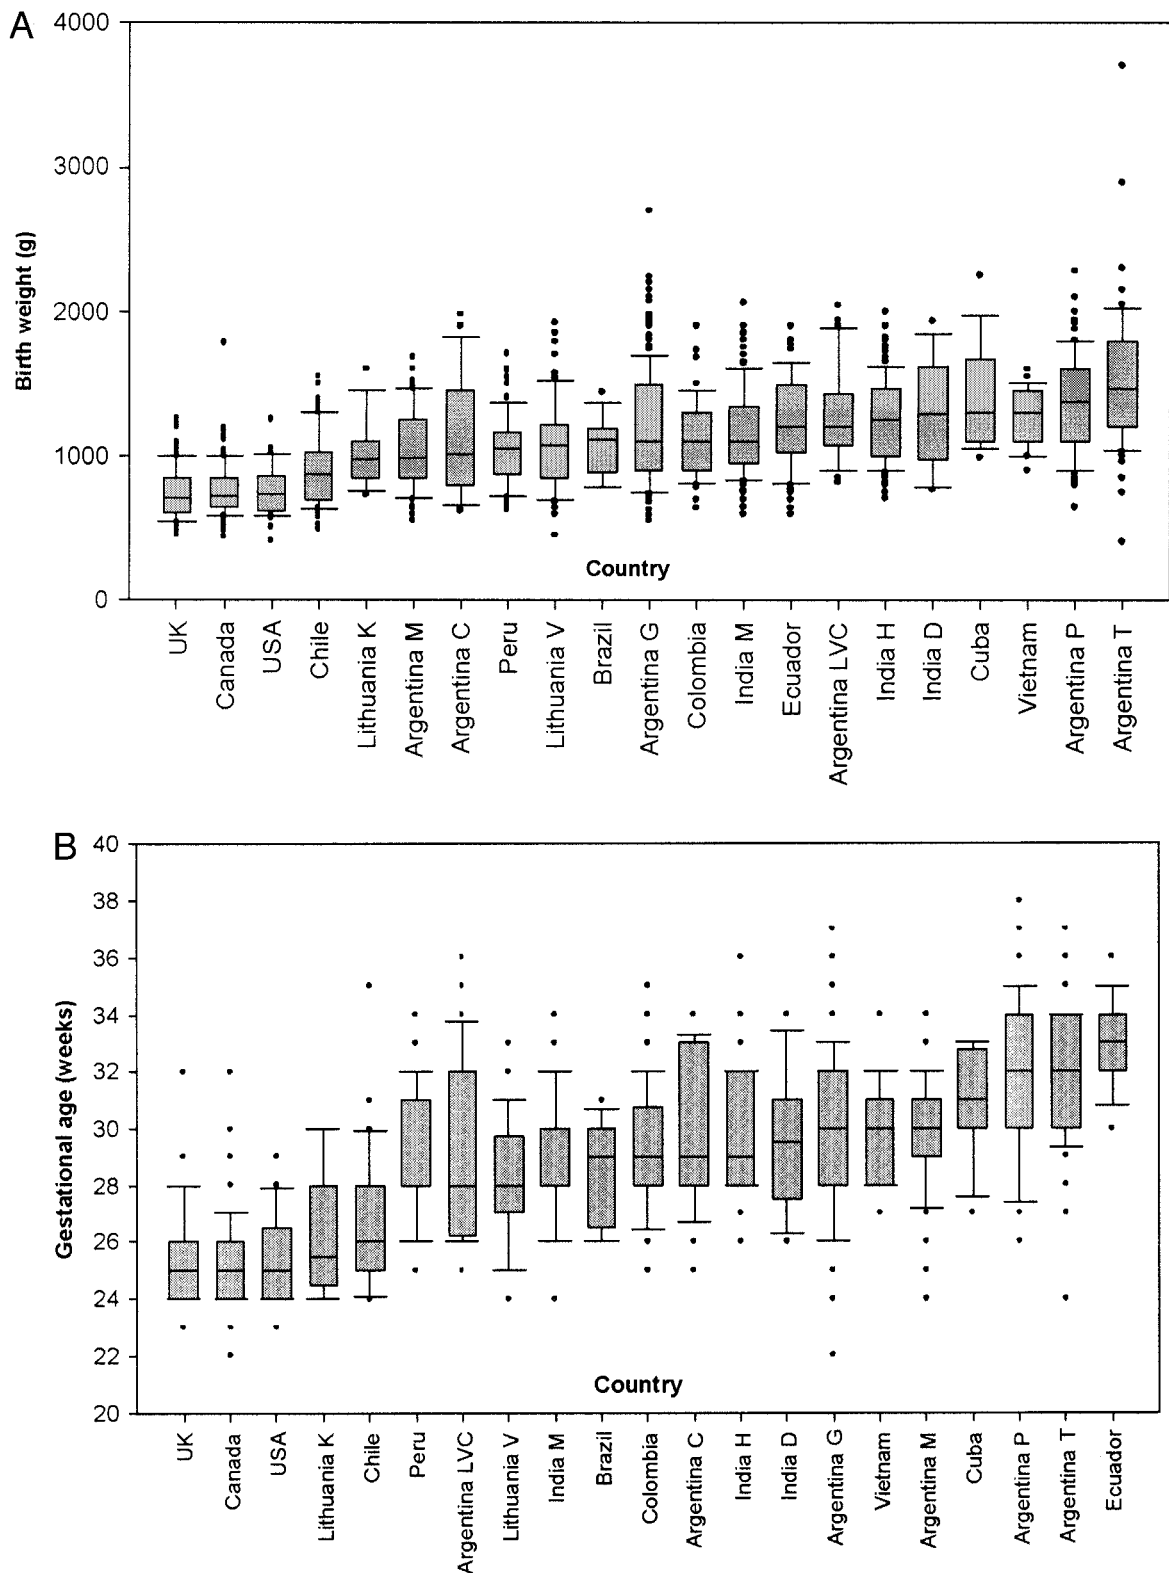 A
4000
3000
2000
1000
0
Birth weight (g)
Country
UK
Canada
USA
Chile
Lithuania K
Argentina M
Argentina C
Peru
Lithuania V
Brazil
Argentina G
Colombia
India M
Ecuador
Argentina LVC
India H
India D
Cuba
Vietnam
Argentina P
Argentina T
B
40
38
36
34
32
30
28
26
24
22
20
Gestational age (weeks)
Country
UK
Canada
USA
Lithuania K
Chile
Peru
Argentina LVC
Lithuania V
India M
Brazil
Colombia
Argentina C
India H
India D
Argentina G
Vietnam
Argentina M
Cuba
Argentina P
Argentina T
Ecuador